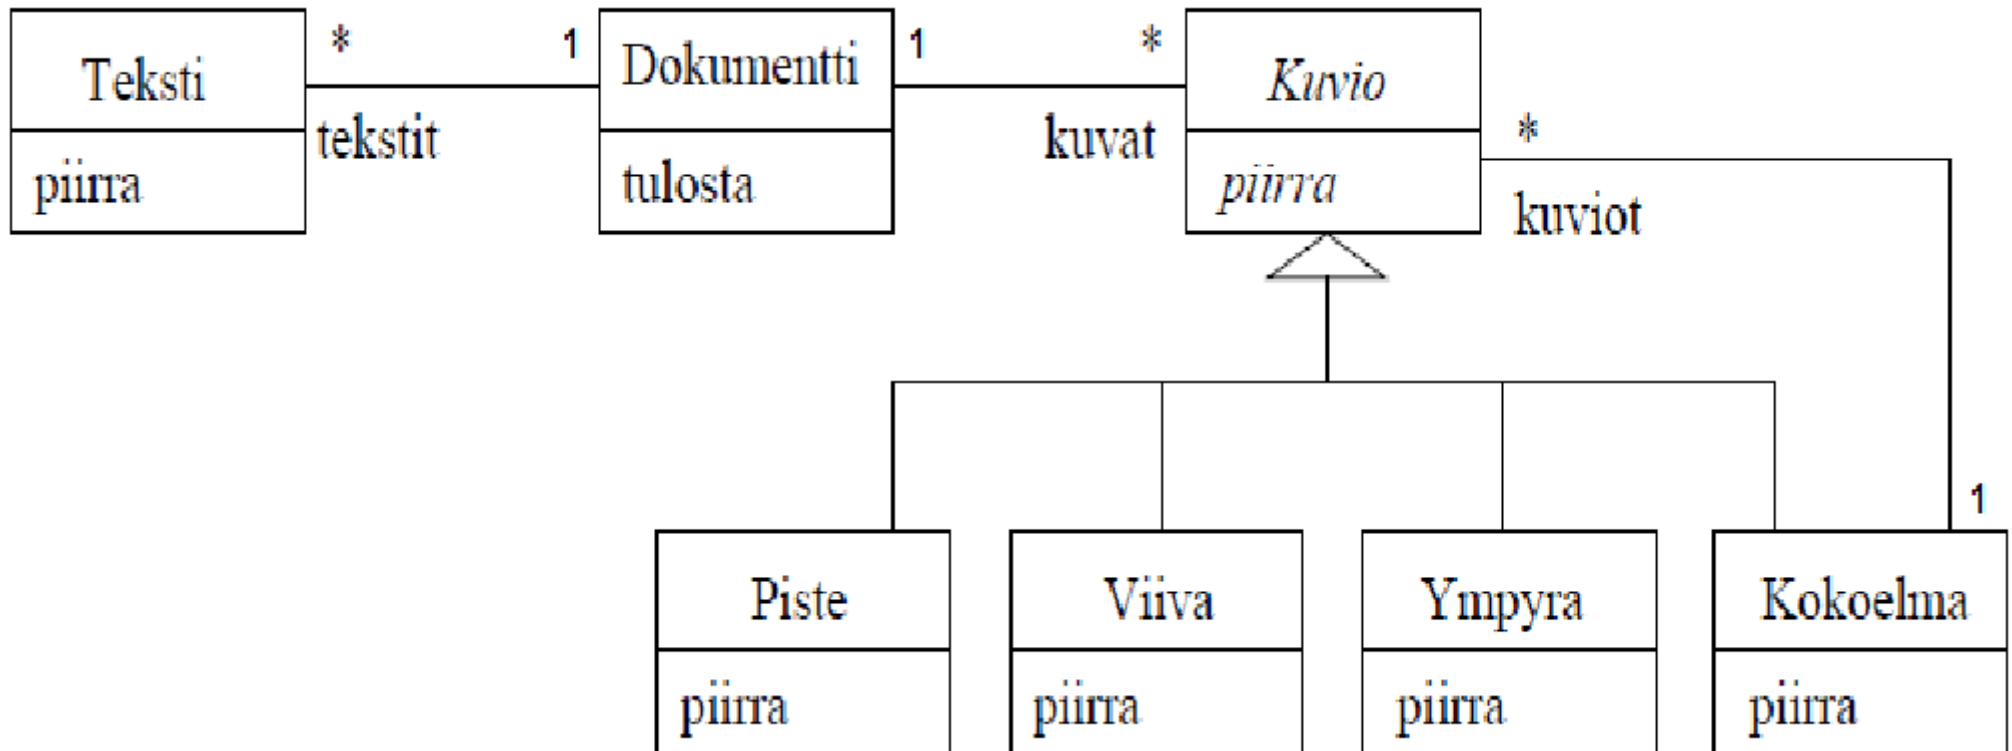 Teksti
piirra
*
tekstit
1
Dokumentti
tulosta
1
*
kuvat
Kuvio
piirra
*
kuviot
1
Piste
piirra
Viiva
piirra
Ympyra
piirra
Kokoelma
piirra